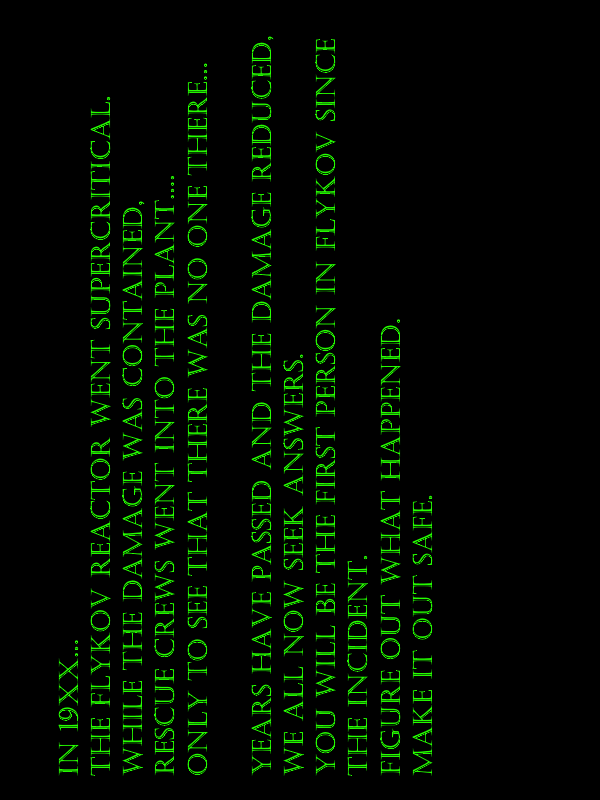 IN 19XX...
THE FLYKOV REACTOR WENT SUPERCRITICAL.
WHILE THE DAMAGE WAS CONTAINED,
RESCUE CREWS WENT INTO THE PLANT....
ONLY TO SEE THAT THERE WAS NO ONE THERE...
YEARS HAVE PASSED AND THE DAMAGE REDUCED,
WE ALL NOW SEEK ANSWERS.
YOU WILL BE THE FIRST PERSON IN FLYKOV SINCE
THE INCIDENT.
FIGURE OUT WHAT HAPPENED.
MAKE IT OUT SAFE.